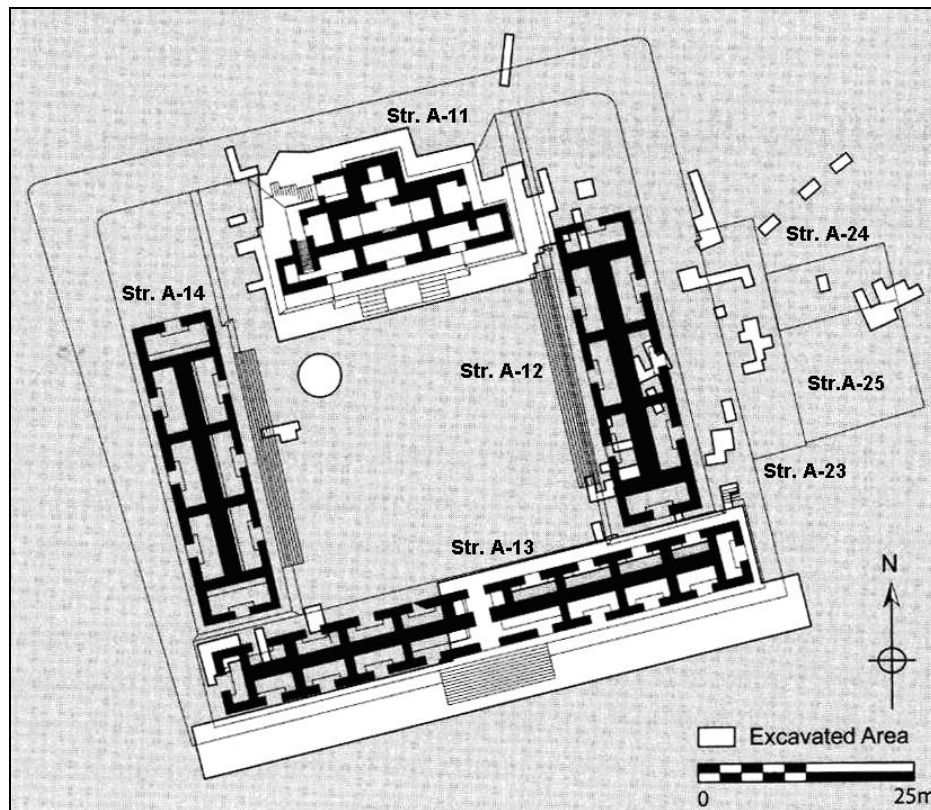 Str. A-11
Str. A-24
Str. A-14
Str. A-12
Str.A-25
Str. A-23
Str. A-13
N
Excavated Area
0 25m